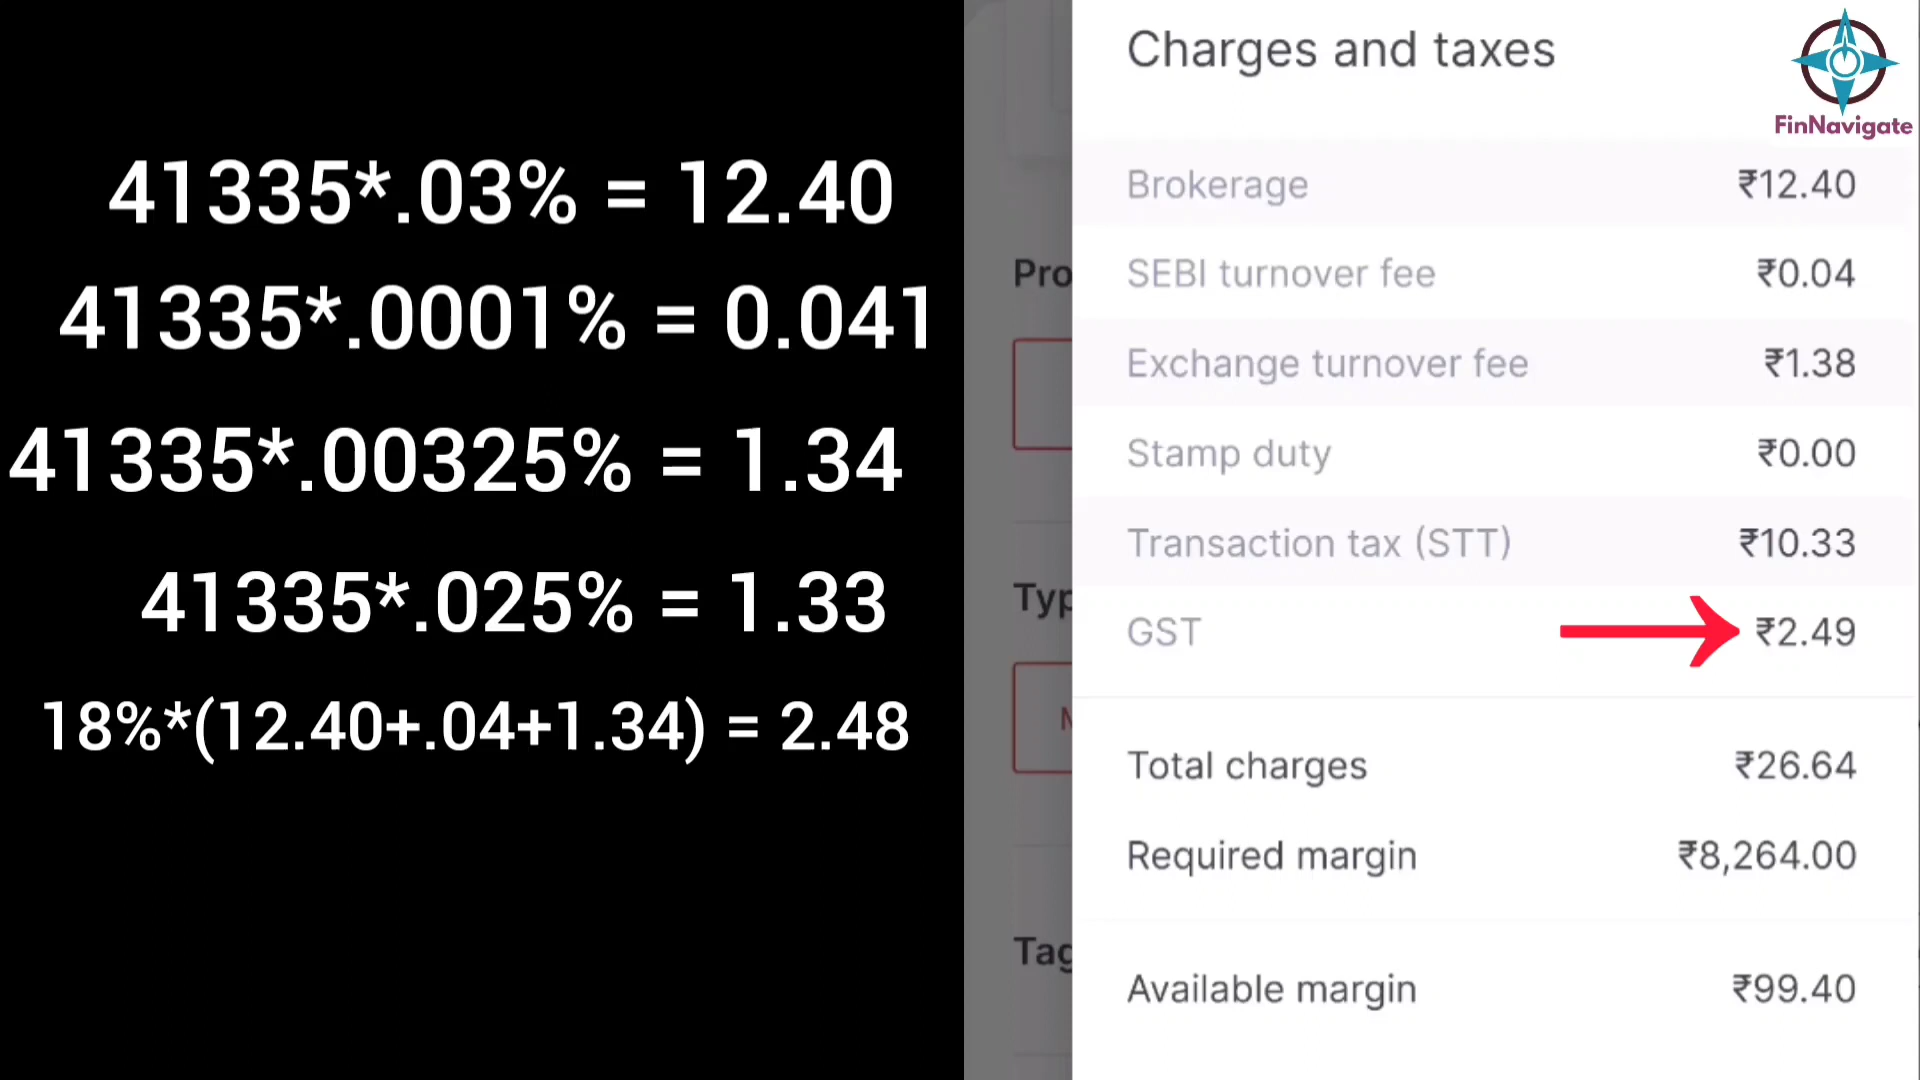 41335*.03% = 12.40
41335*.0001% = 0.041
41335*.00325% = 1.34
41335*.025% = 1.33
18%*(12.40+.04+1.34) = 2.48
Pro
Typ
Tag
Charges and taxes
FinNavigate
Brokerage ₹12.40
SEBI turnover fee ₹0.04
Exchange turnover fee ₹1.38
Stamp duty ₹0.00
Transaction tax (STT) ₹10.33
GST ₹2.49
Total charges ₹26.64
Required margin ₹8,264.00
Available margin ₹99.40